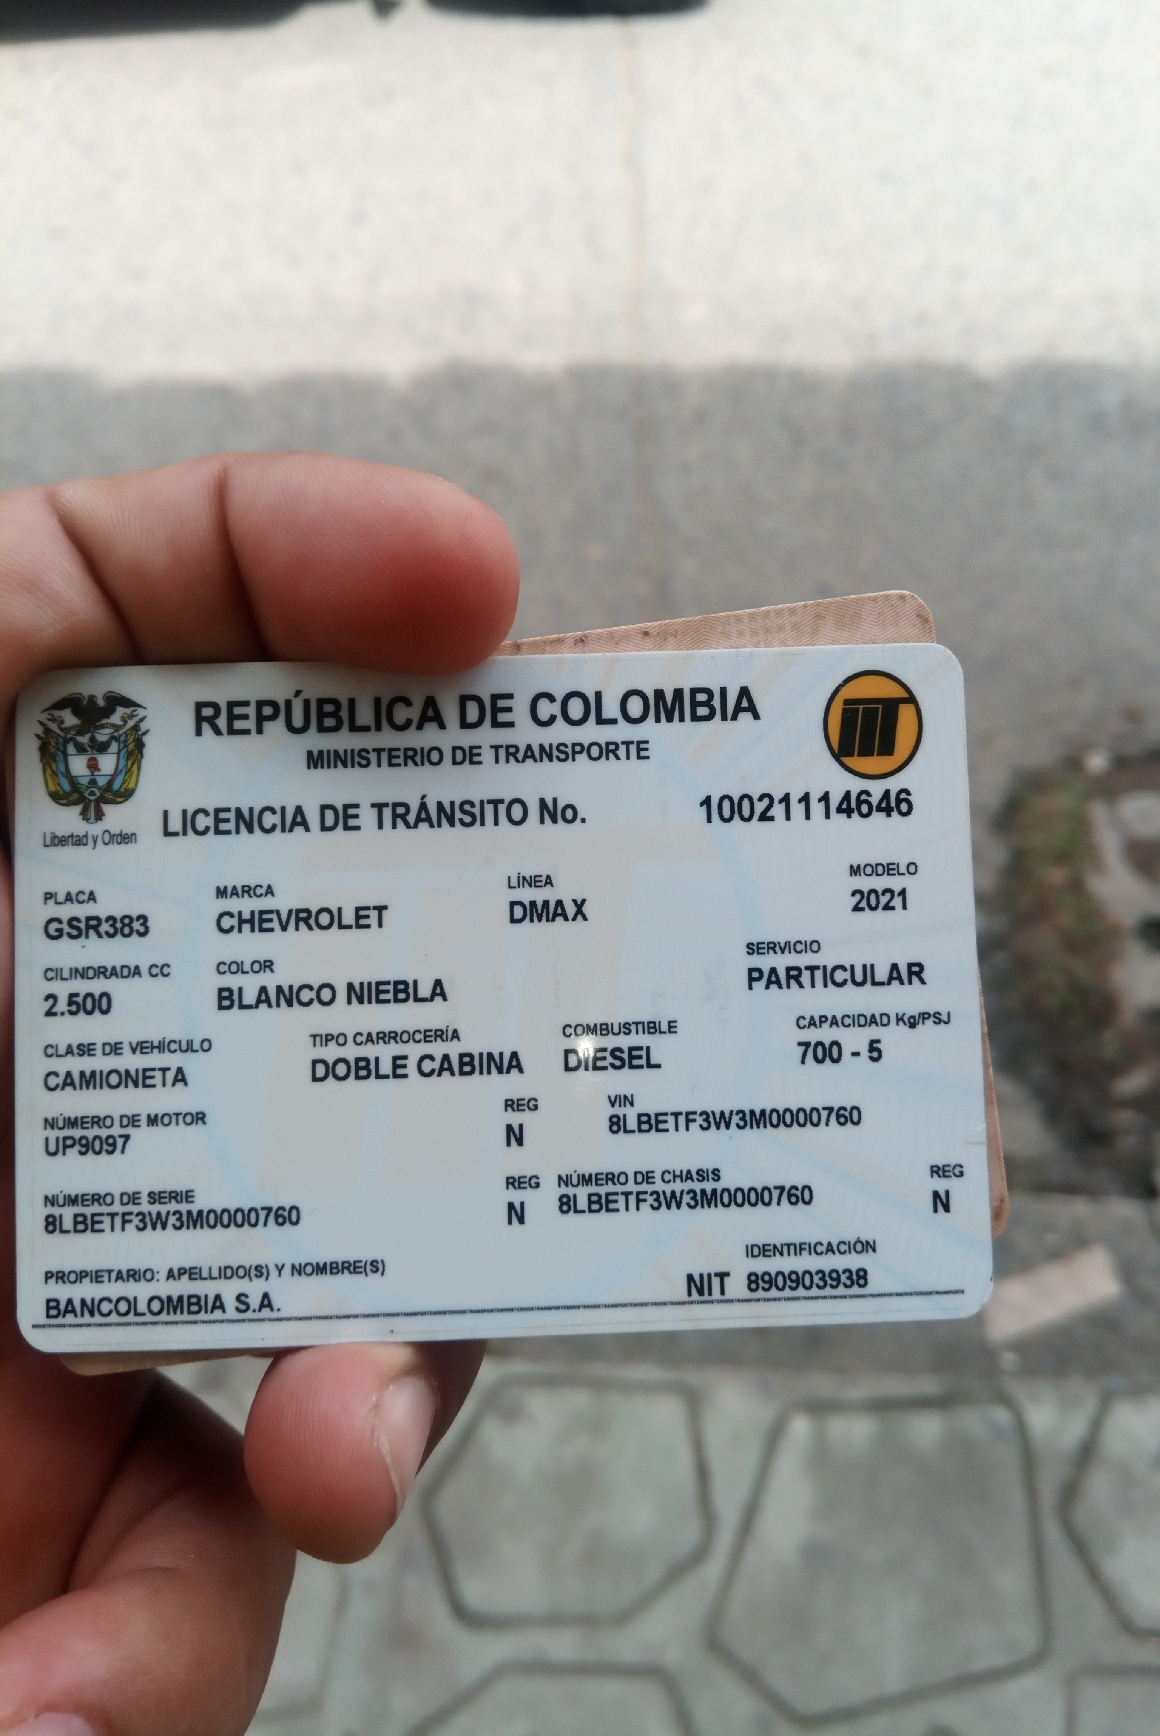 REPÚBLICA DE COLOMBIA
MINISTERIO DE TRANSPORTE
Libertad y Orden
LICENCIA DE TRÁNSITO No. 10021114646
PLACA MARCA LÍNEA MODELO
GSR383 CHEVROLET DMAX 2021
CILINDRADA CC COLOR SERVICIO
2.500 BLANCO NIEBLA PARTICULAR
CLASE DE VEHÍCULO TIPO CARROCERÍA COMBUSTIBLE CAPACIDAD Kg/PSJ
CAMIONETA DOBLE CABINA DIESEL 700 - 5
NÚMERO DE MOTOR REG VIN
UP9097 N 8LBETF3W3M0000760
NÚMERO DE SERIE REG NÚMERO DE CHASIS REG
8LBETF3W3M0000760 N 8LBETF3W3M0000760 N
PROPIETARIO: APELLIDO(S) Y NOMBRE(S) IDENTIFICACIÓN
BANCOLOMBIA S.A. NIT 890903938